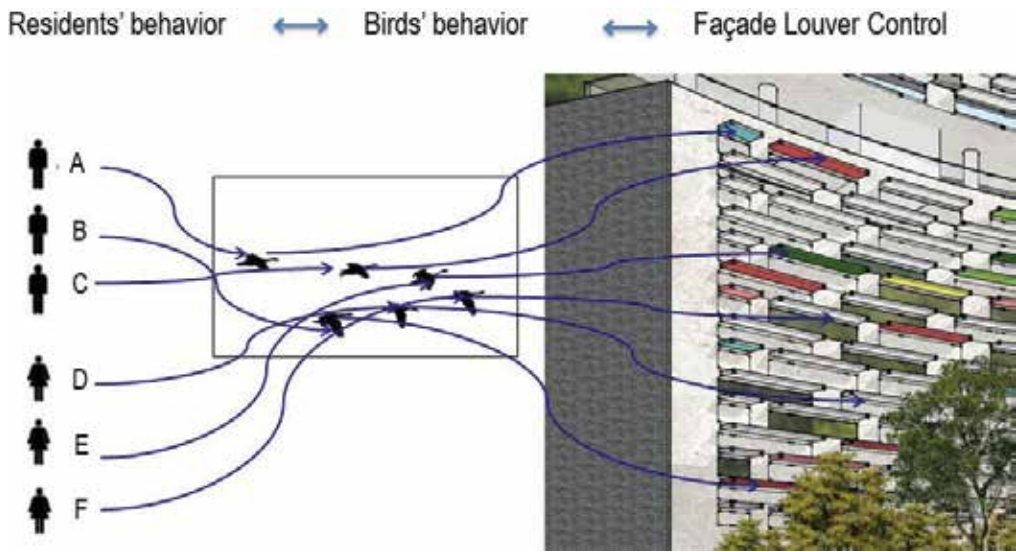 Residents’ behavior ↔ Birds’ behavior ↔ Façade Louver Control
A
B
C
D
E
F